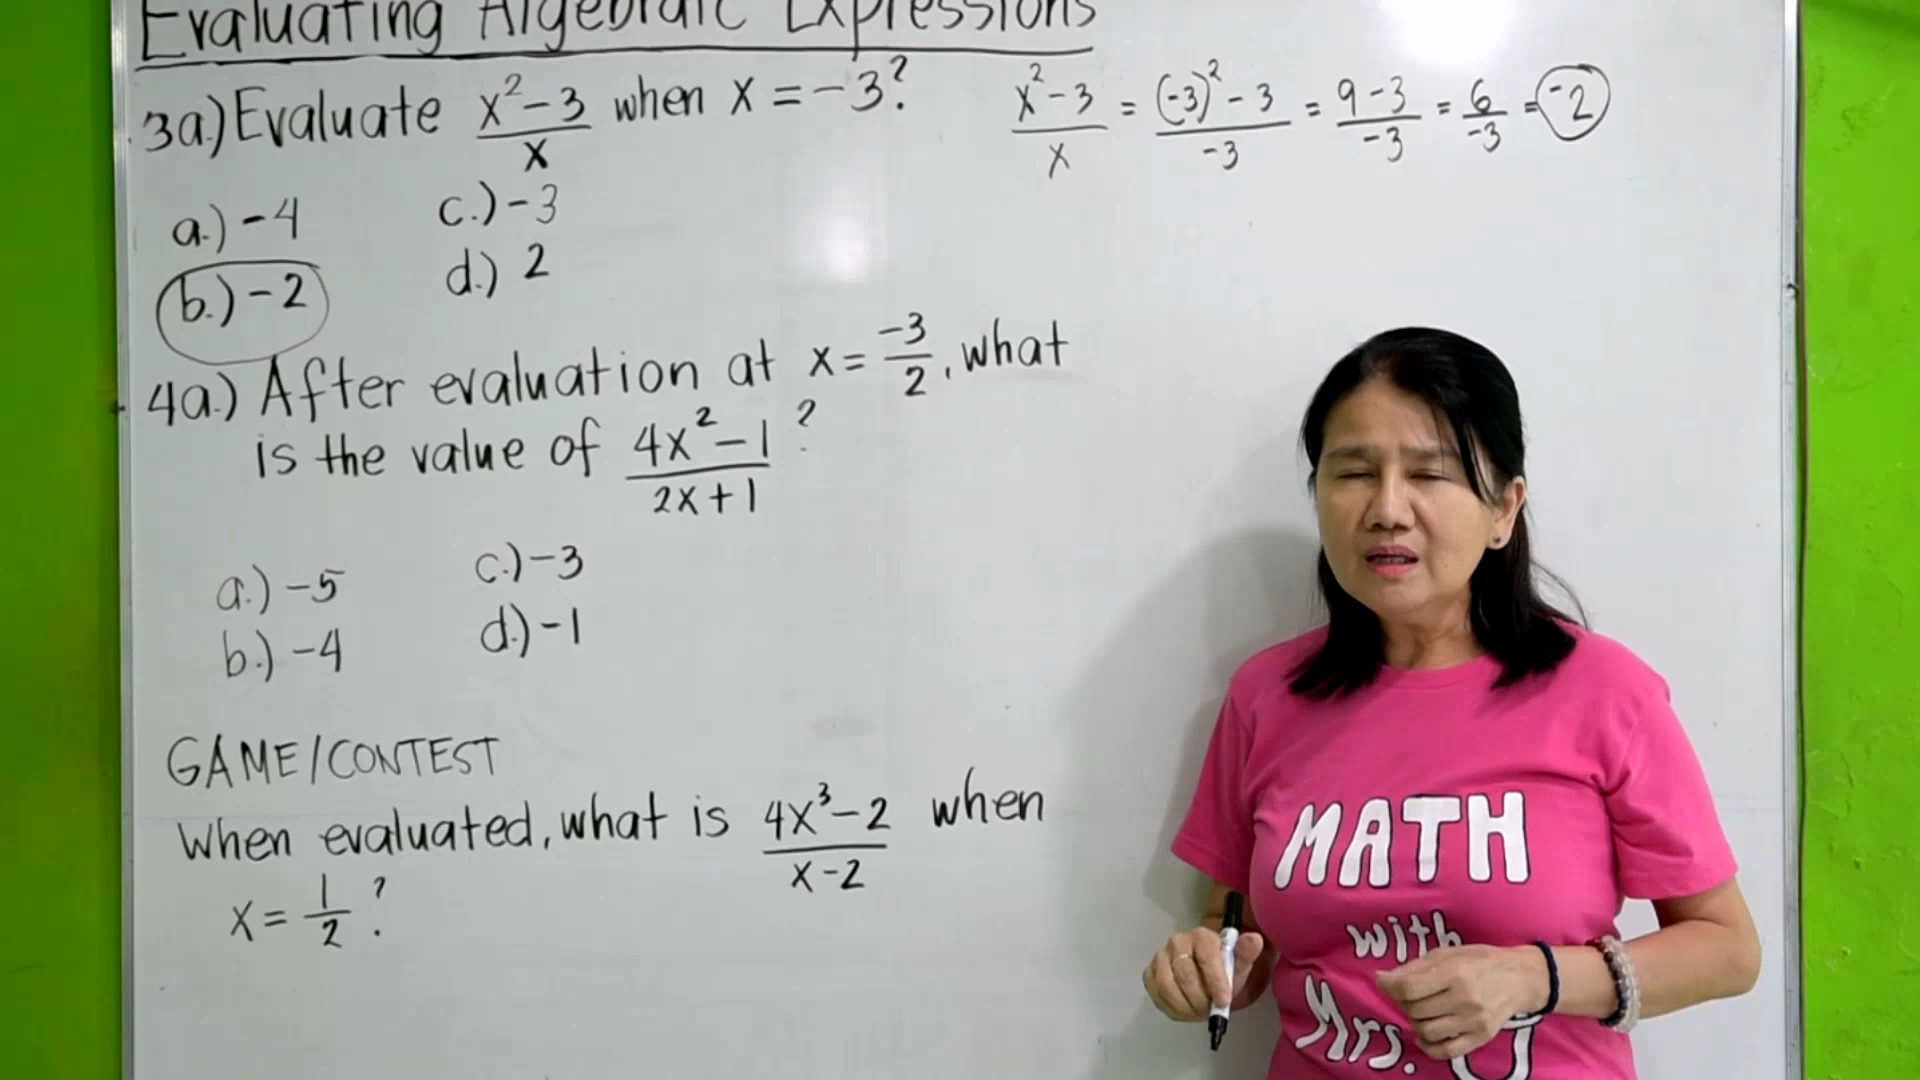 Evaluating Algebraic Expressions
3a.) Evaluate (x²-3)/x when x = -3?
(x²-3)/x = ((-3)²-3)/-3 = (9-3)/-3 = 6/-3 = -2
a.) -4 c.) -3
b.) -2 d.) 2
4a.) After evaluation at x = -3/2, what
is the value of (4x²-1)/(2x+1)?
a.) -5 c.) -3
b.) -4 d.) -1
GAME/CONTEST
When evaluated, what is (4x³-2)/(x-2) when
x = 1/2?
MATH
with
Mrs. J